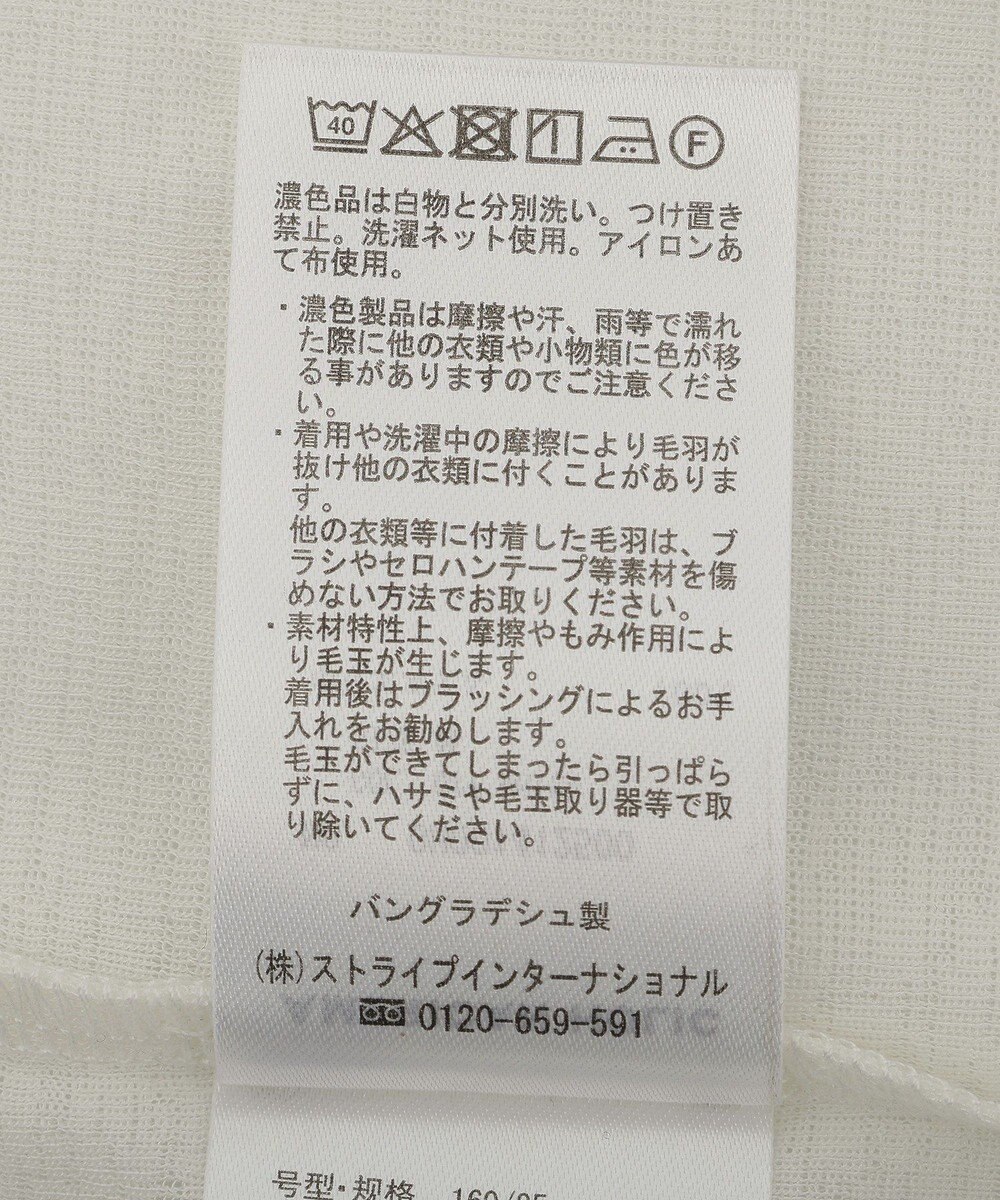 40 F
濃色品は白物と分別洗い。つけ置き
禁止。洗濯ネット使用。アイロンあ
て布使用。
・濃色製品は摩擦や汗、雨等で濡れ
た際に他の衣類や小物類に色が移
る事がありますのでご注意くださ
い。
・着用や洗濯中の摩擦により毛羽が
抜け他の衣類に付くことがありま
す。
他の衣類等に付着した毛羽は、ブ
ラシやセロハンテープ等素材を傷
めない方法でお取りください。
・素材特性上、摩擦やもみ作用によ
り毛玉が生じます。
着用後はブラッシングによるお手
入れをお勧めします。
毛玉ができてしまったら引っぱら
ずに、ハサミや毛玉取り器等で取
り除いてください。
バングラデシュ製
(株)ストライプインターナショナル
0120-659-591
号型·规格